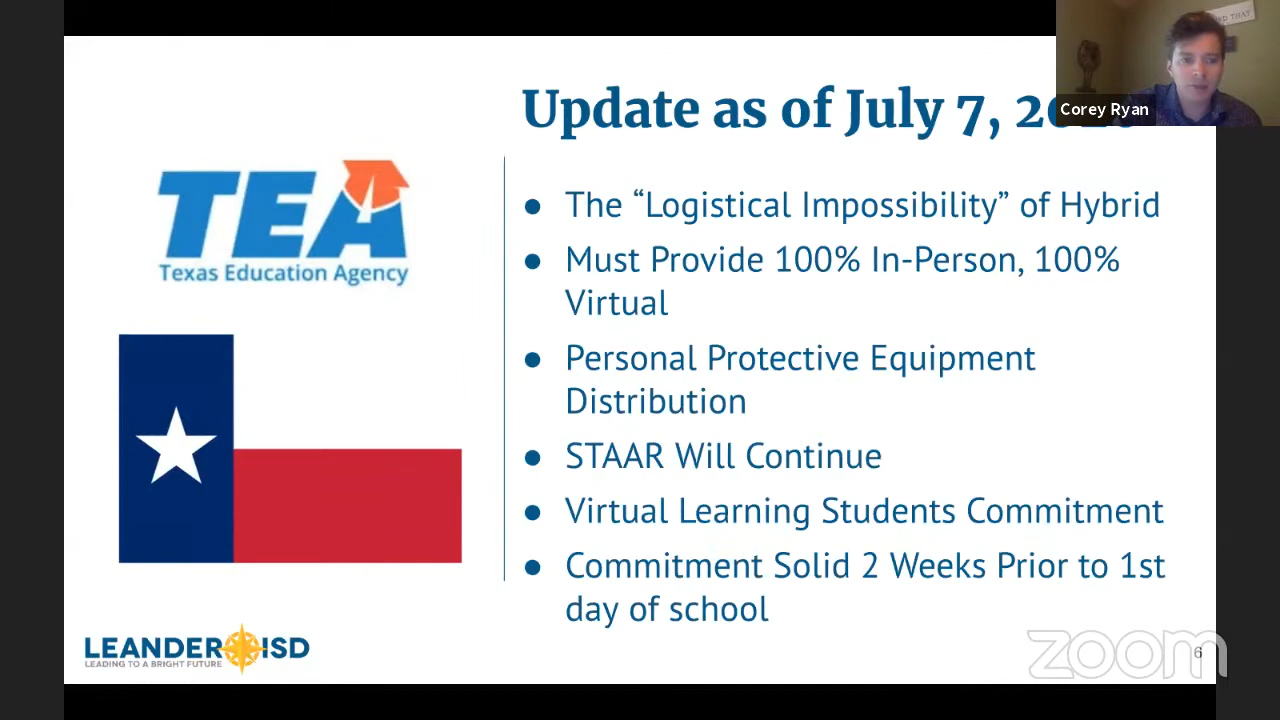 Update as of July 7,
Corey Ryan
TEA
Texas Education Agency
● The “Logistical Impossibility” of Hybrid
● Must Provide 100% In-Person, 100%
Virtual
● Personal Protective Equipment
Distribution
● STAAR Will Continue
● Virtual Learning Students Commitment
● Commitment Solid 2 Weeks Prior to 1st
day of school
LEANDER ISD
LEADING TO A BRIGHT FUTURE
zoom
6